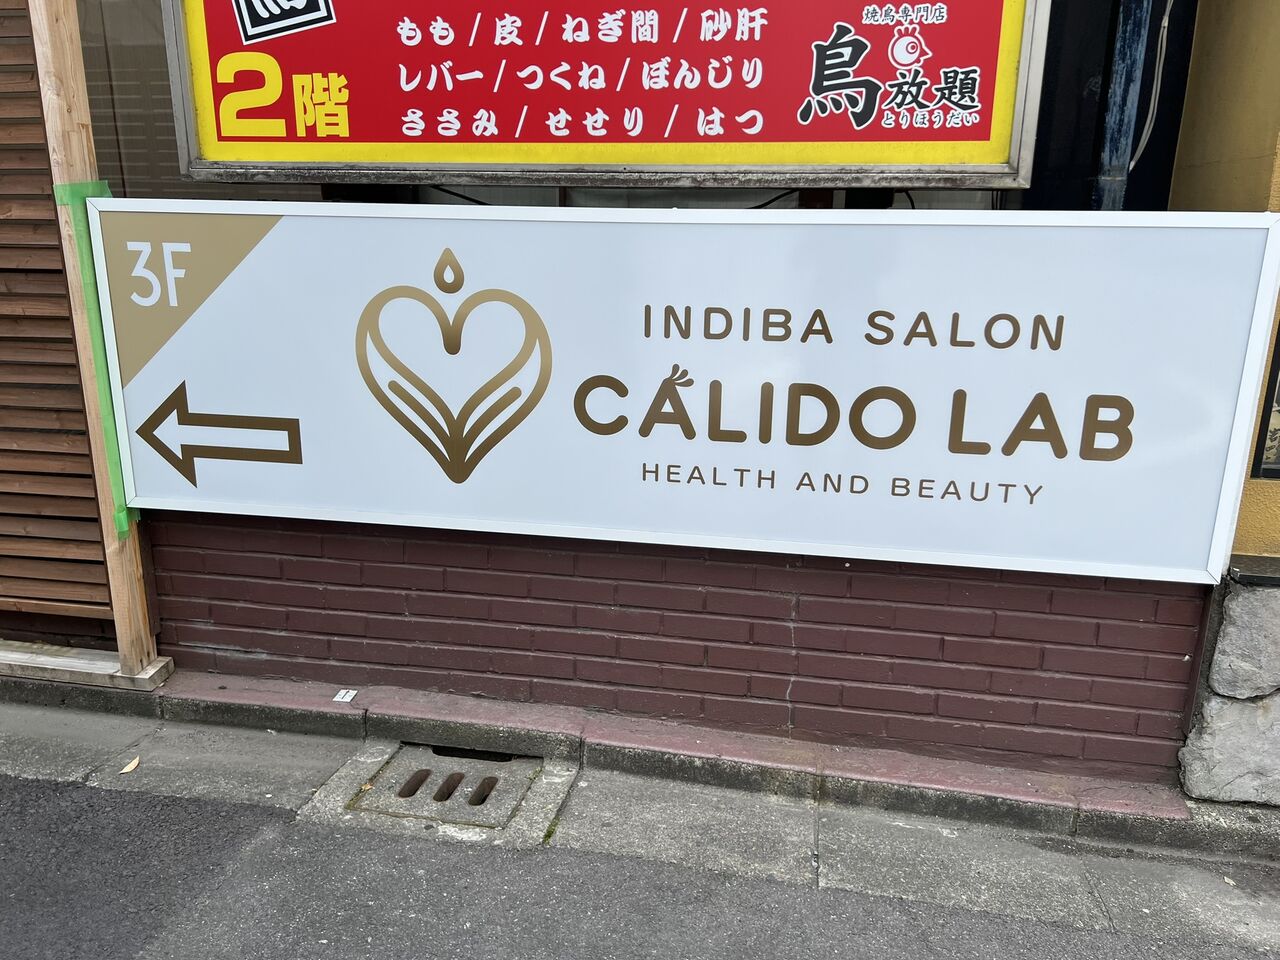 もも/皮/ねぎ間/砂肝
レバー/つくね/ぼんじり
ささみ/せせり/はつ
2階
焼鳥専門店
鳥放題
とりほうだい
3F
INDIBA SALON
CALIDO LAB
HEALTH AND BEAUTY